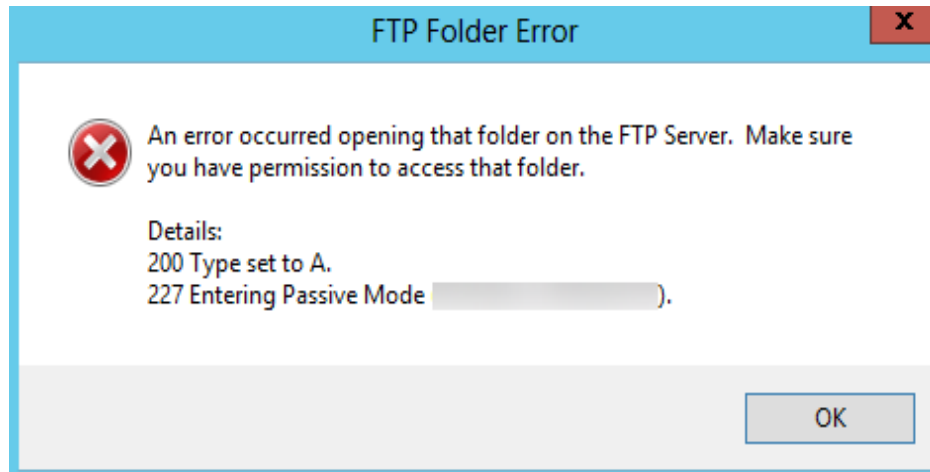 FTP Folder Error
x
An error occurred opening that folder on the FTP Server. Make sure
you have permission to access that folder.
Details:
200 Type set to A.
227 Entering Passive Mode ).
OK